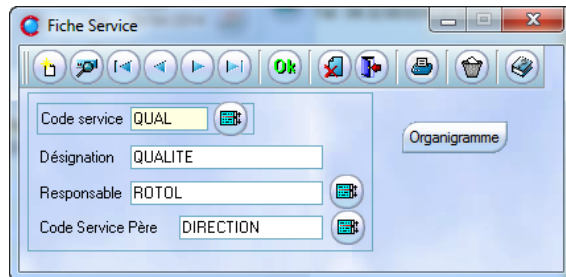 Fiche Service
Ok
Code service QUAL
Organigramme
Désignation QUALITE
Responsable ROTOL
Code Service Père DIRECTION